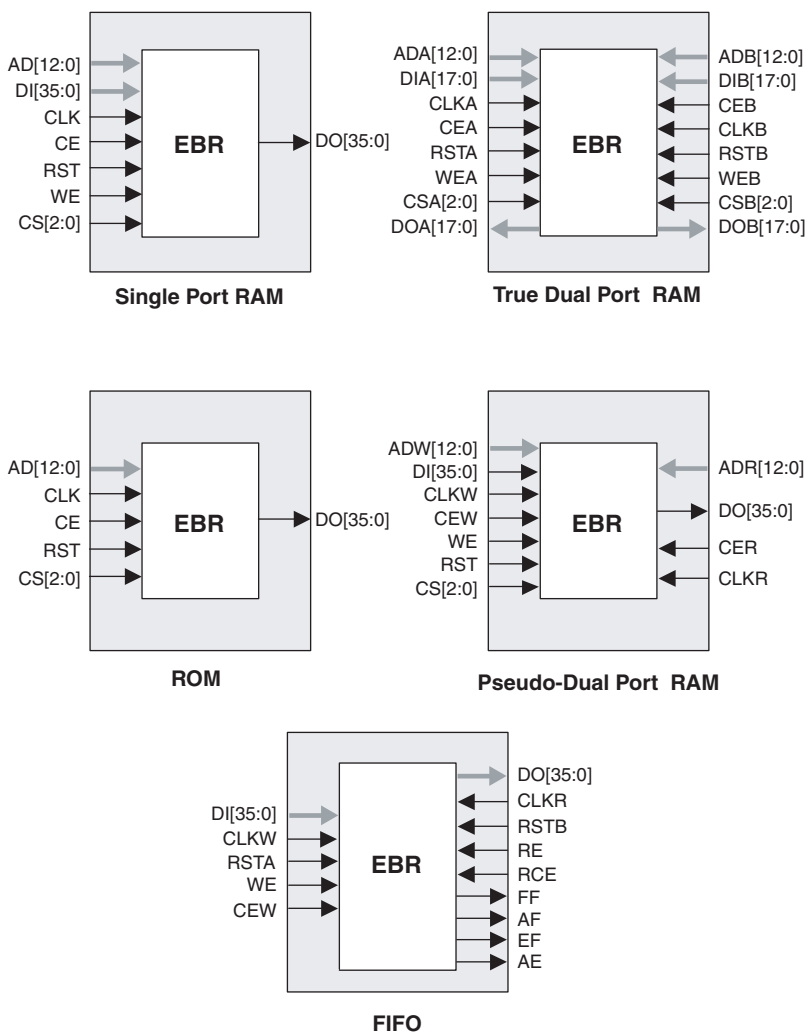 AD[12:0]
DI[35:0]
CLK
CE
RST
WE
CS[2:0]
EBR
DO[35:0]
Single Port RAM
ADA[12:0]
DIA[17:0]
CLKA
CEA
RSTA
WEA
CSA[2:0]
DOA[17:0]
EBR
ADB[12:0]
DIB[17:0]
CEB
CLKB
RSTB
WEB
CSB[2:0]
DOB[17:0]
True Dual Port RAM
AD[12:0]
CLK
CE
RST
CS[2:0]
EBR
DO[35:0]
ROM
ADW[12:0]
DI[35:0]
CLKW
CEW
WE
RST
CS[2:0]
EBR
ADR[12:0]
DO[35:0]
CER
CLKR
Pseudo-Dual Port RAM
DI[35:0]
CLKW
RSTA
WE
CEW
EBR
DO[35:0]
CLKR
RSTB
RE
RCE
FF
AF
EF
AE
FIFO